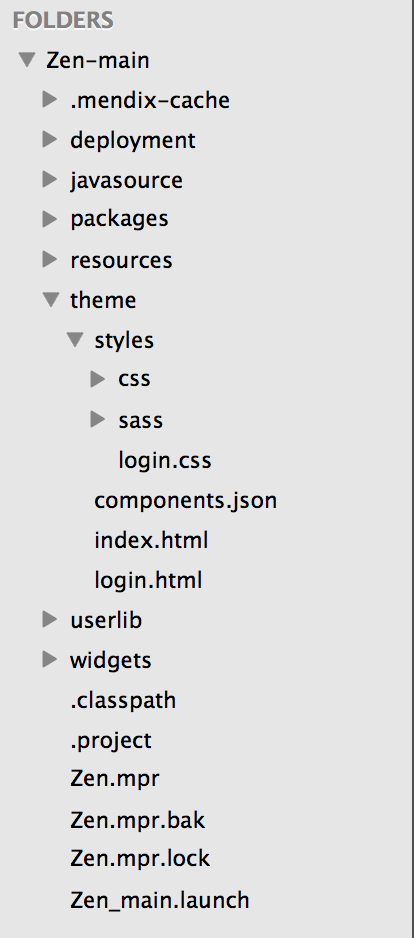 FOLDERS
Zen-main
.mendix-cache
deployment
javasource
packages
resources
theme
styles
css
sass
login.css
components.json
index.html
login.html
userlib
widgets
.classpath
.project
Zen.mpr
Zen.mpr.bak
Zen.mpr.lock
Zen_main.launch